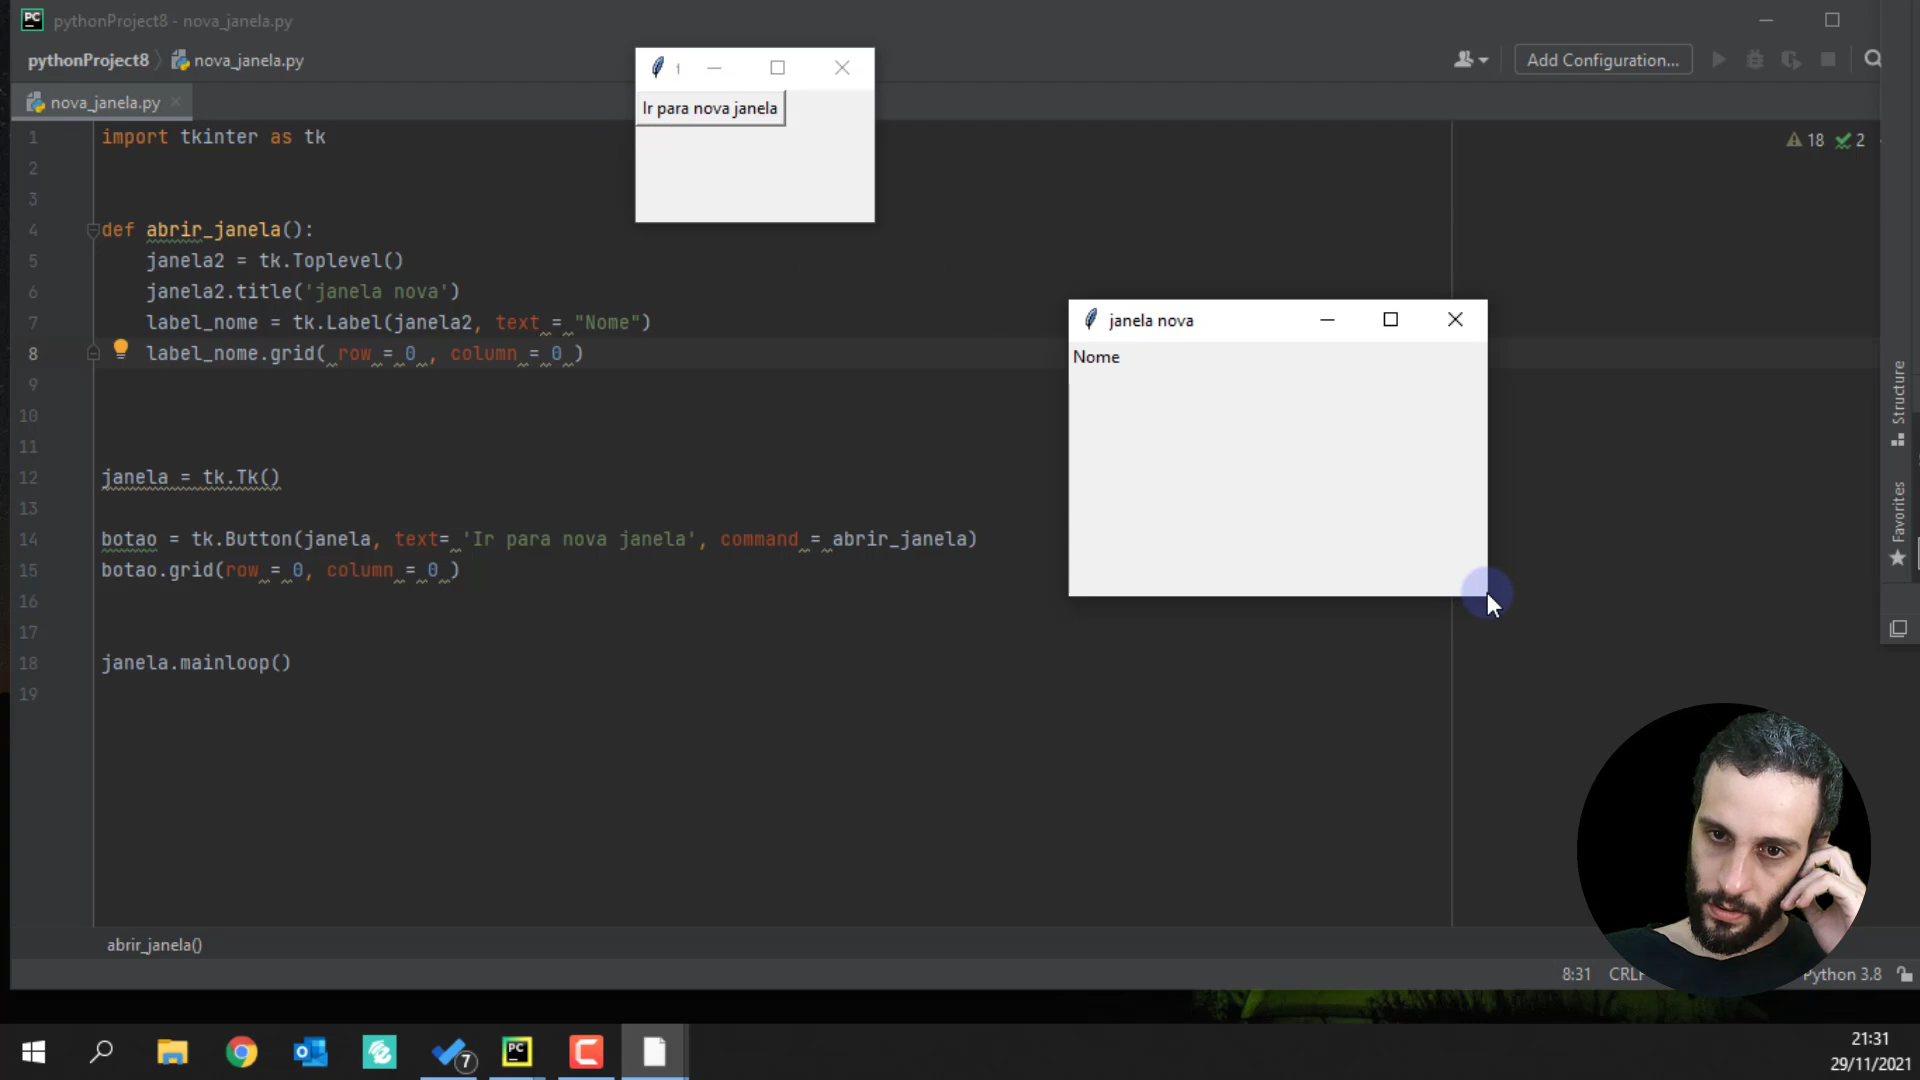 pythonProject8 - nova_janela.py
pythonProject8
nova_janela.py
Add Configuration...
nova_janela.py
18
2
1 import tkinter as tk
2
3
4 def abrir_janela():
5 janela2 = tk.Toplevel()
6 janela2.title('janela nova')
7 label_nome = tk.Label(janela2, text = "Nome")
8 label_nome.grid( row = 0 , column = 0 )
9
10
11
12 janela = tk.Tk()
13
14 botao = tk.Button(janela, text= 'Ir para nova janela', command = abrir_janela)
15 botao.grid(row = 0, column = 0 )
16
17
18 janela.mainloop()
19
Ir para nova janela
janela nova
Nome
Structure
Favorites
abrir_janela()
8:31
Python 3.8
7
21:31
29/11/2021